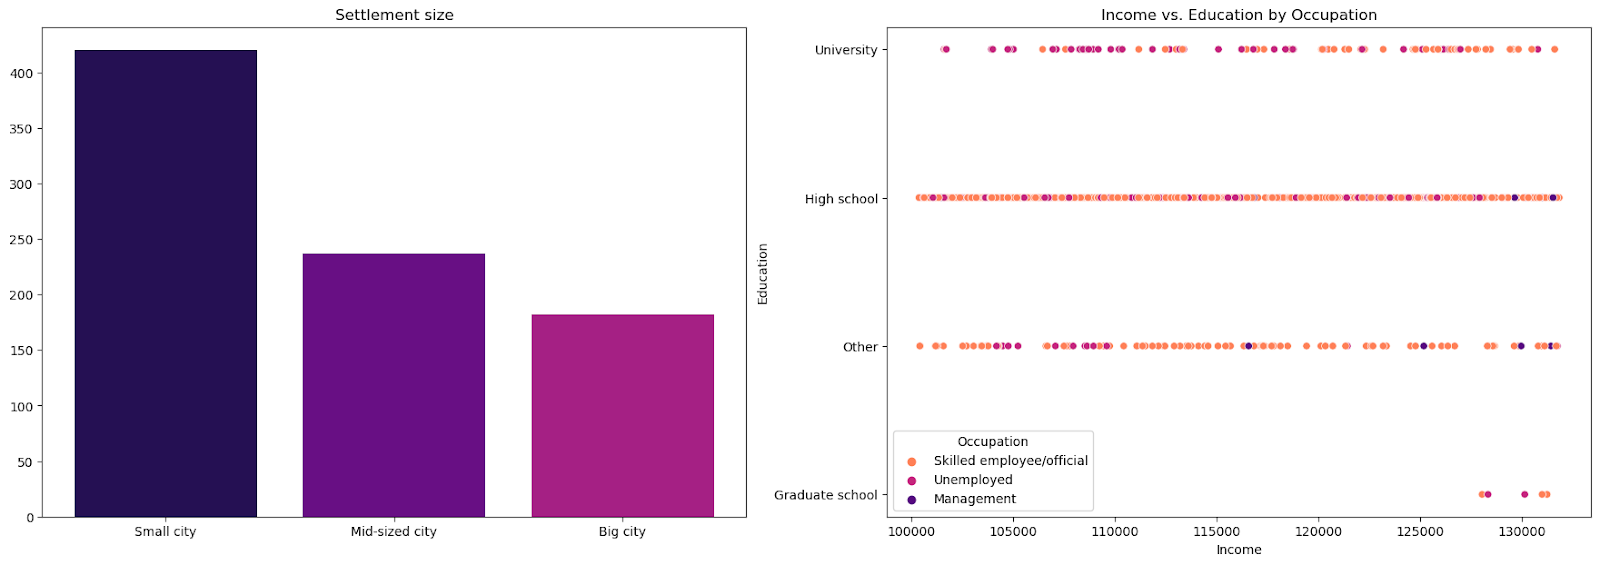 Settlement size
400
350
300
250
200
150
100
50
0
Small city
Mid-sized city
Big city
Income vs. Education by Occupation
Education
University
High school
Other
Graduate school
Occupation
Skilled employee/official
Unemployed
Management
100000
105000
110000
115000
120000
125000
130000
Income